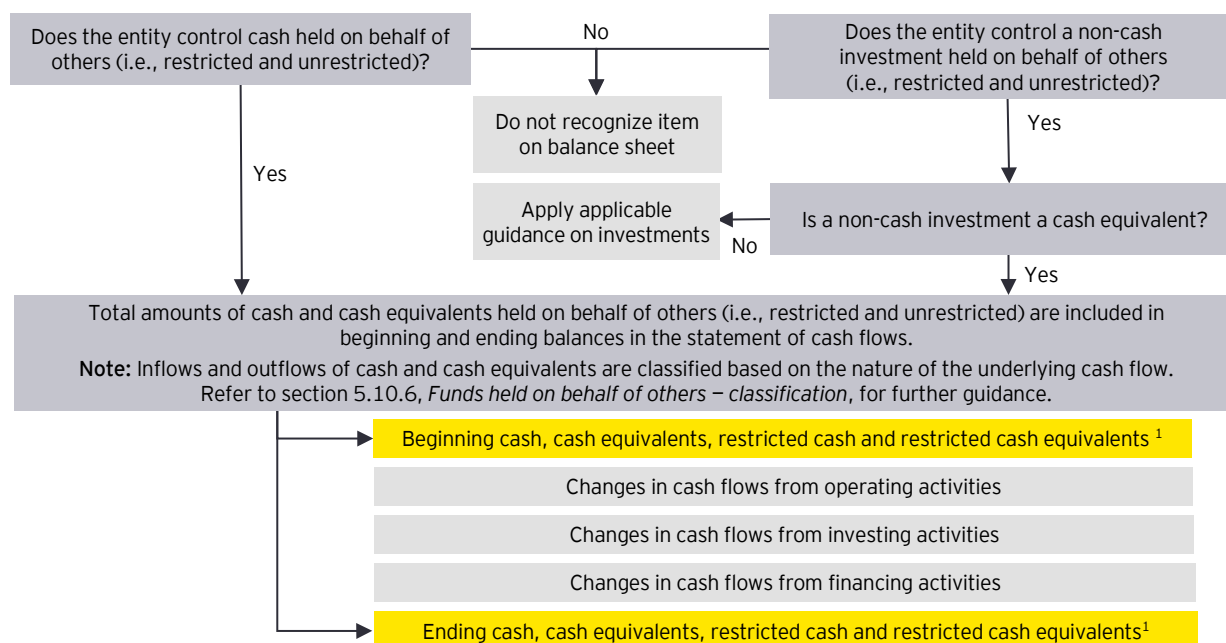 Does the entity control cash held on behalf of
others (i.e., restricted and unrestricted)?
No
Does the entity control a non-cash
investment held on behalf of others
(i.e., restricted and unrestricted)?
Do not recognize item
on balance sheet
Yes
Yes
Apply applicable
guidance on investments
No
Is a non-cash investment a cash equivalent?
Yes
Total amounts of cash and cash equivalents held on behalf of others (i.e., restricted and unrestricted) are included in
beginning and ending balances in the statement of cash flows.
Note: Inflows and outflows of cash and cash equivalents are classified based on the nature of the underlying cash flow.
Refer to section 5.10.6, Funds held on behalf of others – classification, for further guidance.
Beginning cash, cash equivalents, restricted cash and restricted cash equivalents ¹
Changes in cash flows from operating activities
Changes in cash flows from investing activities
Changes in cash flows from financing activities
Ending cash, cash equivalents, restricted cash and restricted cash equivalents¹